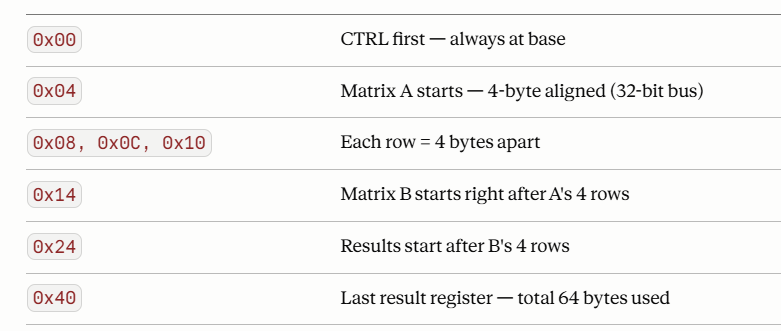 0x00 CTRL first — always at base
0x04 Matrix A starts — 4-byte aligned (32-bit bus)
0x08, 0x0C, 0x10 Each row = 4 bytes apart
0x14 Matrix B starts right after A's 4 rows
0x24 Results start after B's 4 rows
0x40 Last result register — total 64 bytes used